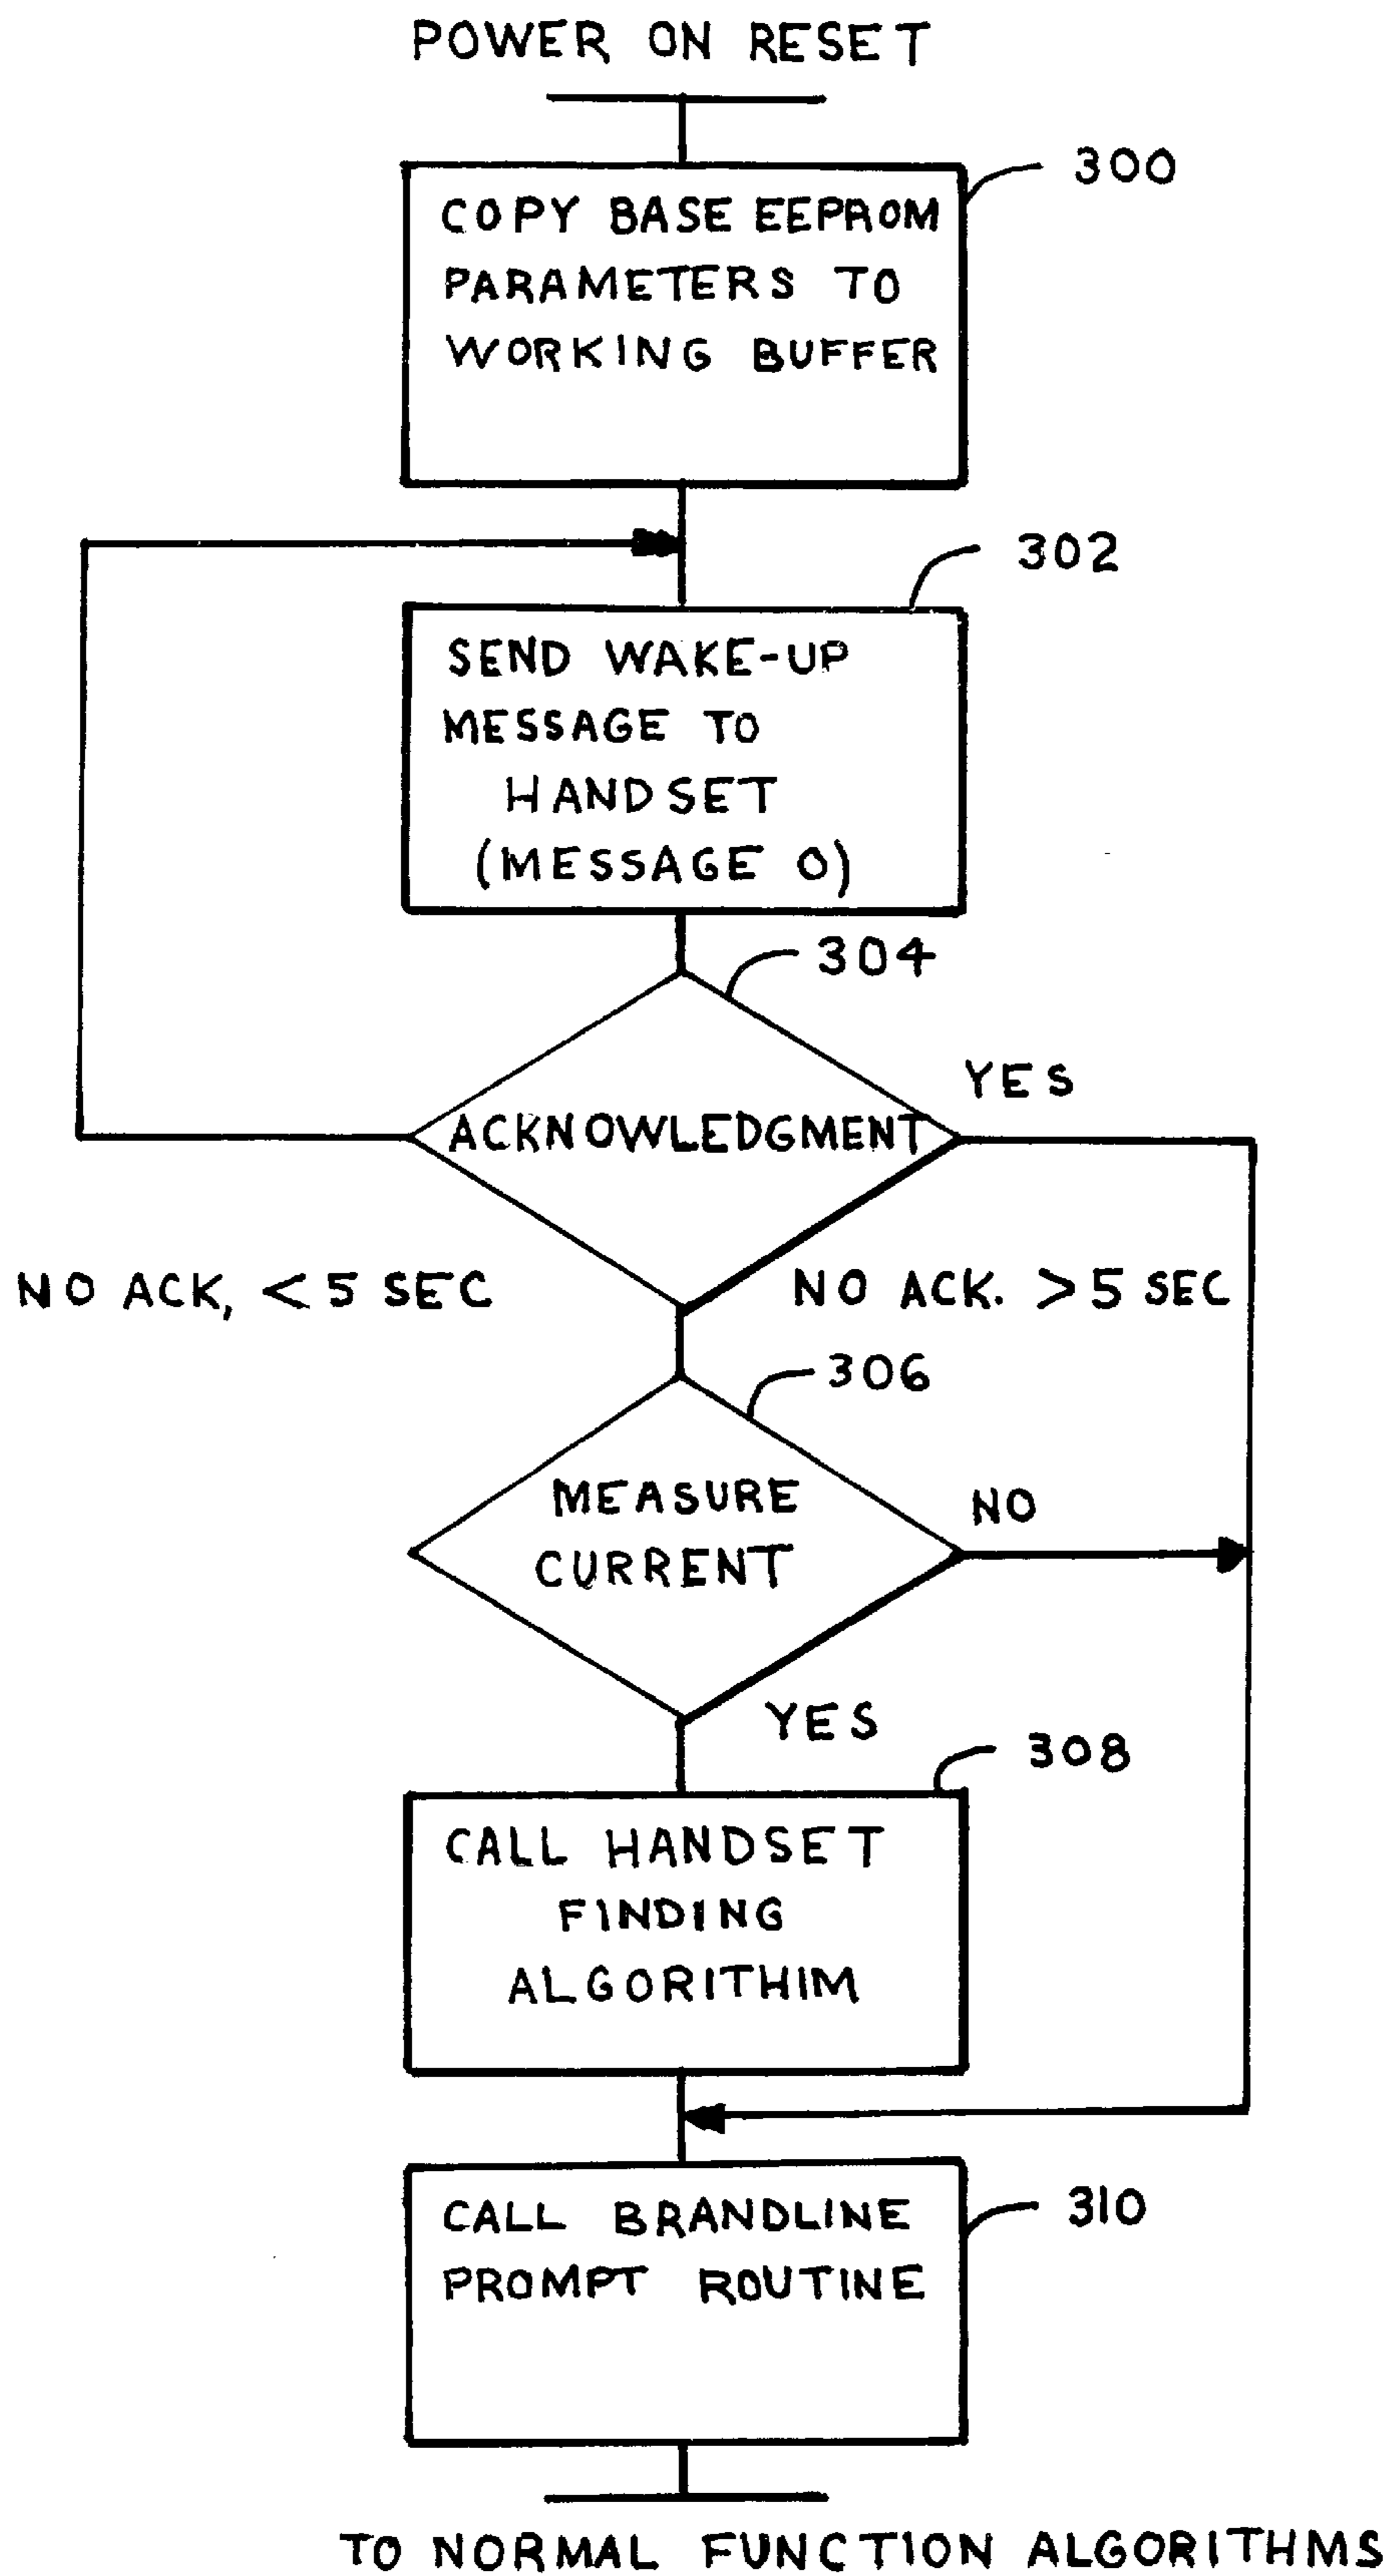 POWER ON RESET
300
COPY BASE EEPROM
PARAMETERS TO
WORKING BUFFER
302
SEND WAKE-UP
MESSAGE TO
HANDSET
(MESSAGE 0)
304
YES
ACKNOWLEDGMENT
NO ACK, < 5 SEC
NO ACK. > 5 SEC
306
MEASURE
CURRENT
NO
YES
308
CALL HANDSET
FINDING
ALGORITHIM
310
CALL BRANDLINE
PROMPT ROUTINE
TO NORMAL FUNCTION ALGORITHMS